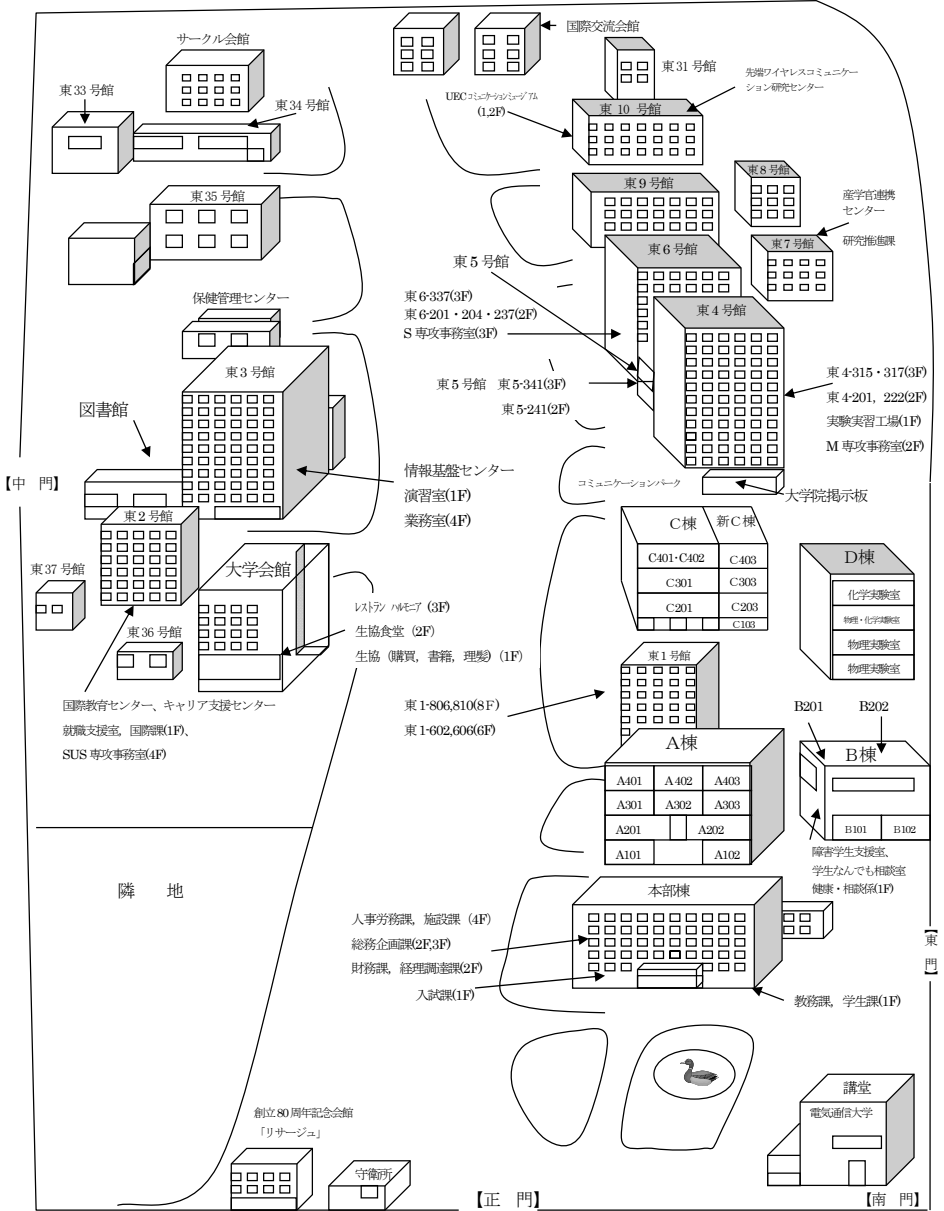 国際交流会館
サークル会館
東31号館
先端ワイヤレスコミュニケー
ション研究センター
東33号館
東34号館
UECコミュニケーションミュージアム
(1,2F)
東10号館
東8号館
東9号館
東35号館
産学官連携
センター
研究推進課
東7号館
東6号館
東5号館
保健管理センター
東6-337(3F)
東6-201・204・237(2F)
S専攻事務室(3F)
東4号館
東3号館
東5号館 東5-341(3F)
東5-241(2F)
東4-315・317(3F)
東4-201, 222(2F)
実験実習工場(1F)
M専攻事務室(2F)
図書館
【中 門】
情報基盤センター
演習室(1F)
業務室(4F)
コミュニケーションパーク
大学院掲示板
東2号館
C棟 新C棟
C401・C402 C403
C301 C303
C201 C203
C103
D棟
化学実験室
物理・化学実験室
物理実験室
物理実験室
東37号館
大学会館
レストラン ハルモニア (3F)
生協食堂 (2F)
生協(購買，書籍，理髪)(1F)
東36号館
東1号館
国際教育センター、キャリア支援センター
就職支援室，国際課(1F)、
SUS専攻事務室(4F)
東1-806,810(8F)
東1-602,606(6F)
B201 B202
A棟
A401 A402 A403
A301 A302 A303
A201 A202
A101 A102
B棟
B101 B102
障害学生支援室、
学生なんでも相談室
健康・相談係(1F)
隣 地
本部棟
人事労務課，施設課 (4F)
総務企画課(2F,3F)
財務課，経理調達課(2F)
入試課(1F)
教務課，学生課(1F)
【東 門】
講堂
電気通信大学
創立80周年記念会館
「リサージュ」
守衛所
【正 門】
【南 門】